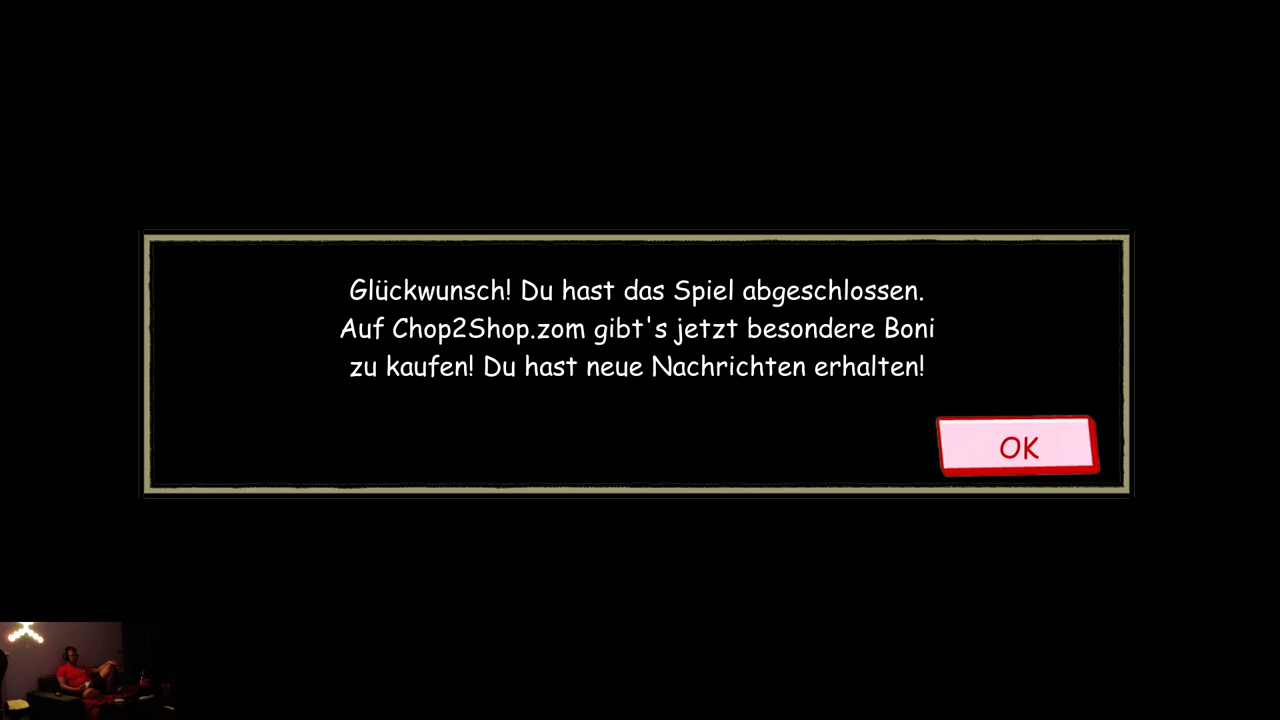 Glückwunsch! Du hast das Spiel abgeschlossen.
Auf Chop2Shop.zom gibt's jetzt besondere Boni
zu kaufen! Du hast neue Nachrichten erhalten!
OK